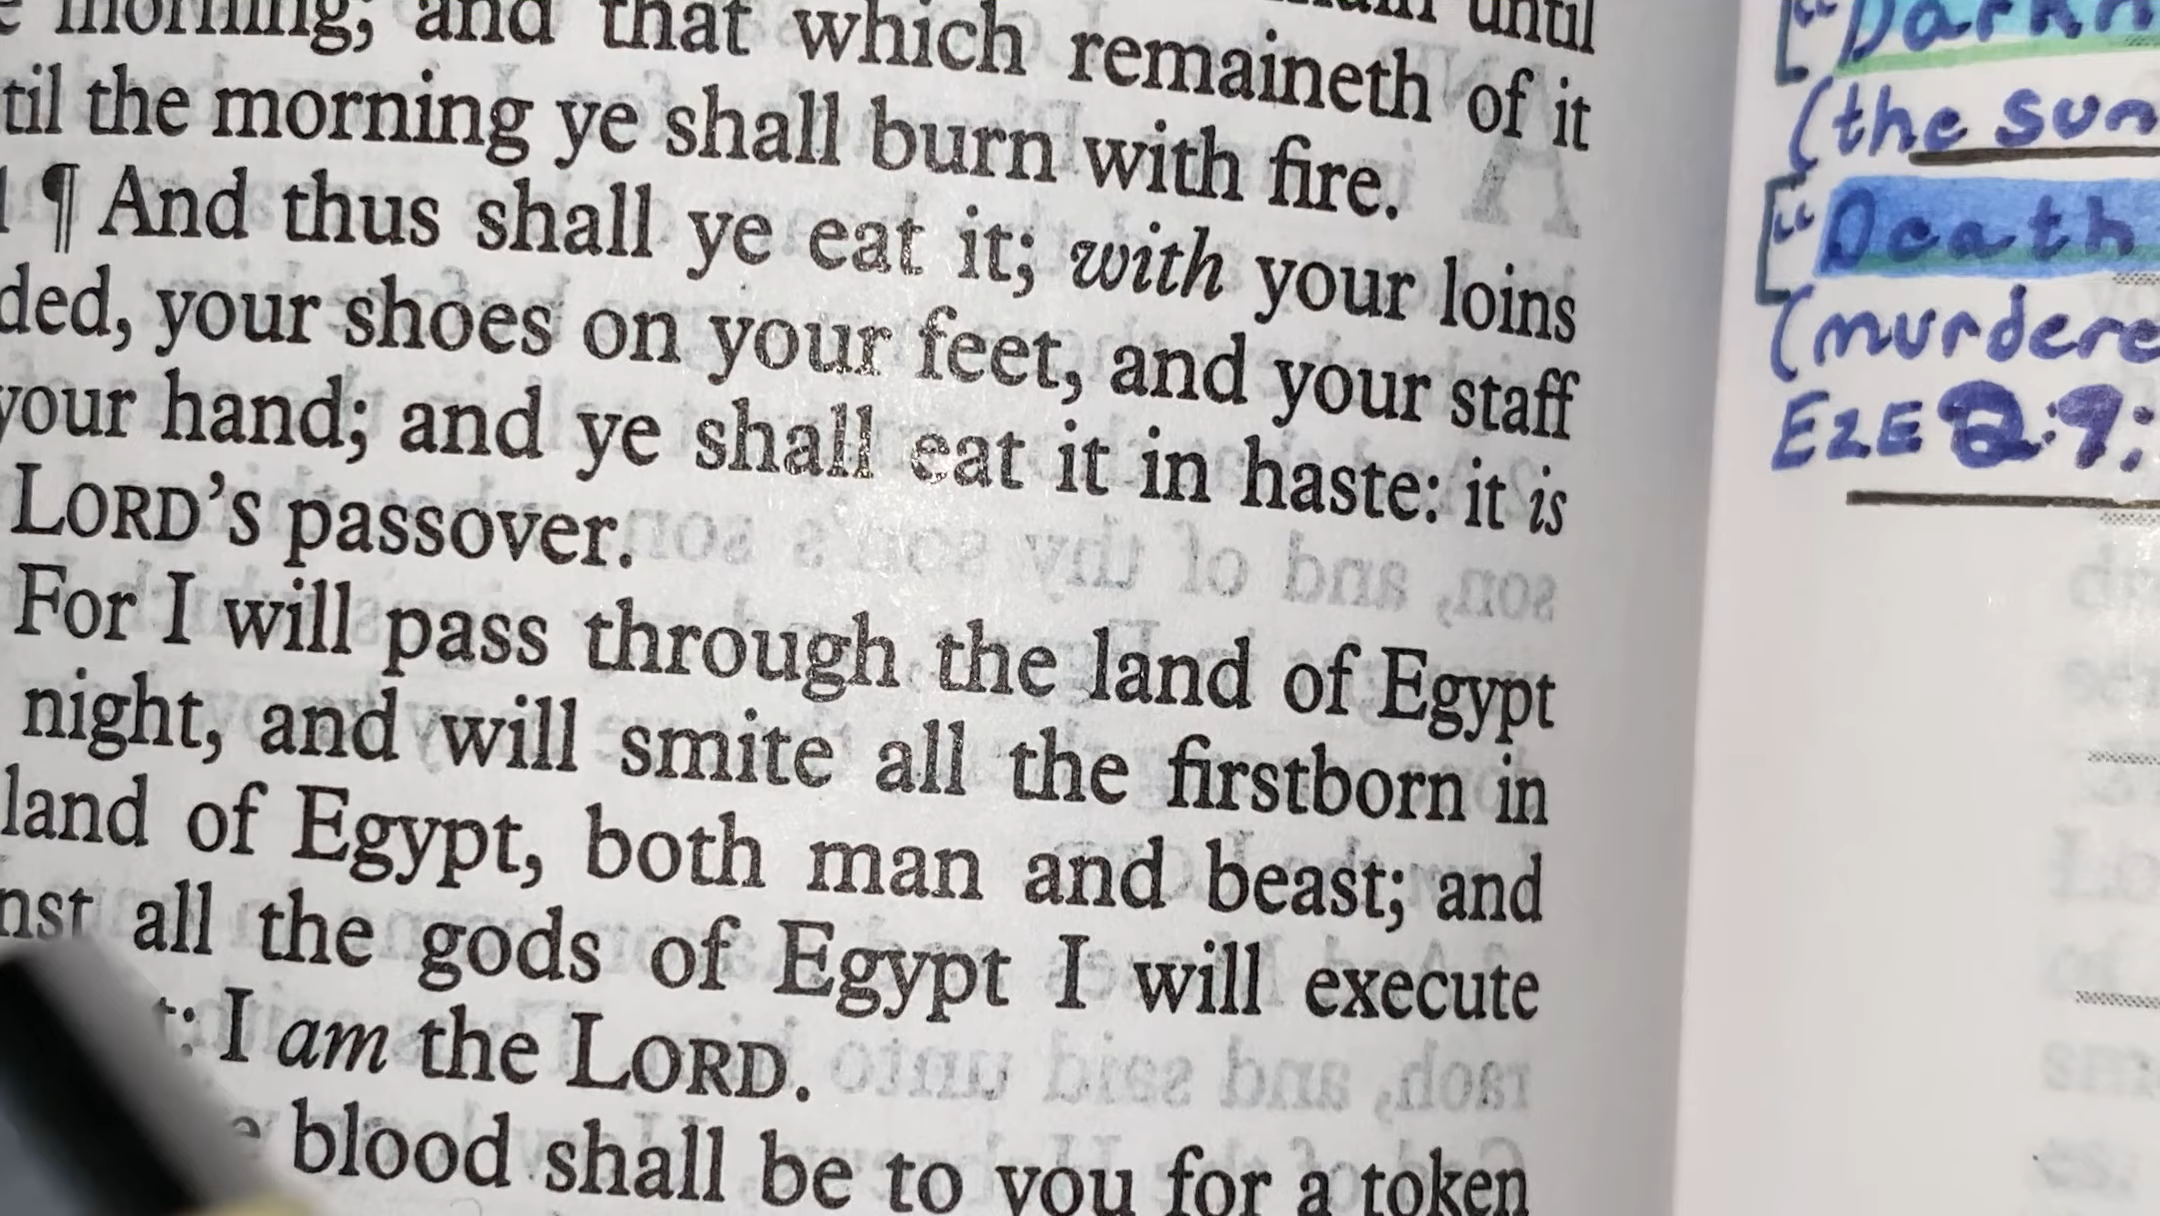 morning; and that which remaineth of it until
til the morning ye shall burn with fire.
¶ And thus shall ye eat it; with your loins
ded, your shoes on your feet, and your staff
your hand; and ye shall eat it in haste: it is
LORD'S passover.
For I will pass through the land of Egypt
night, and will smite all the firstborn in
land of Egypt, both man and beast; and
nst all the gods of Egypt I will execute
: I am the LORD.
blood shall be to you for a token
["Darkn
(the sun
["Death
(murdere
EZE 2:9;